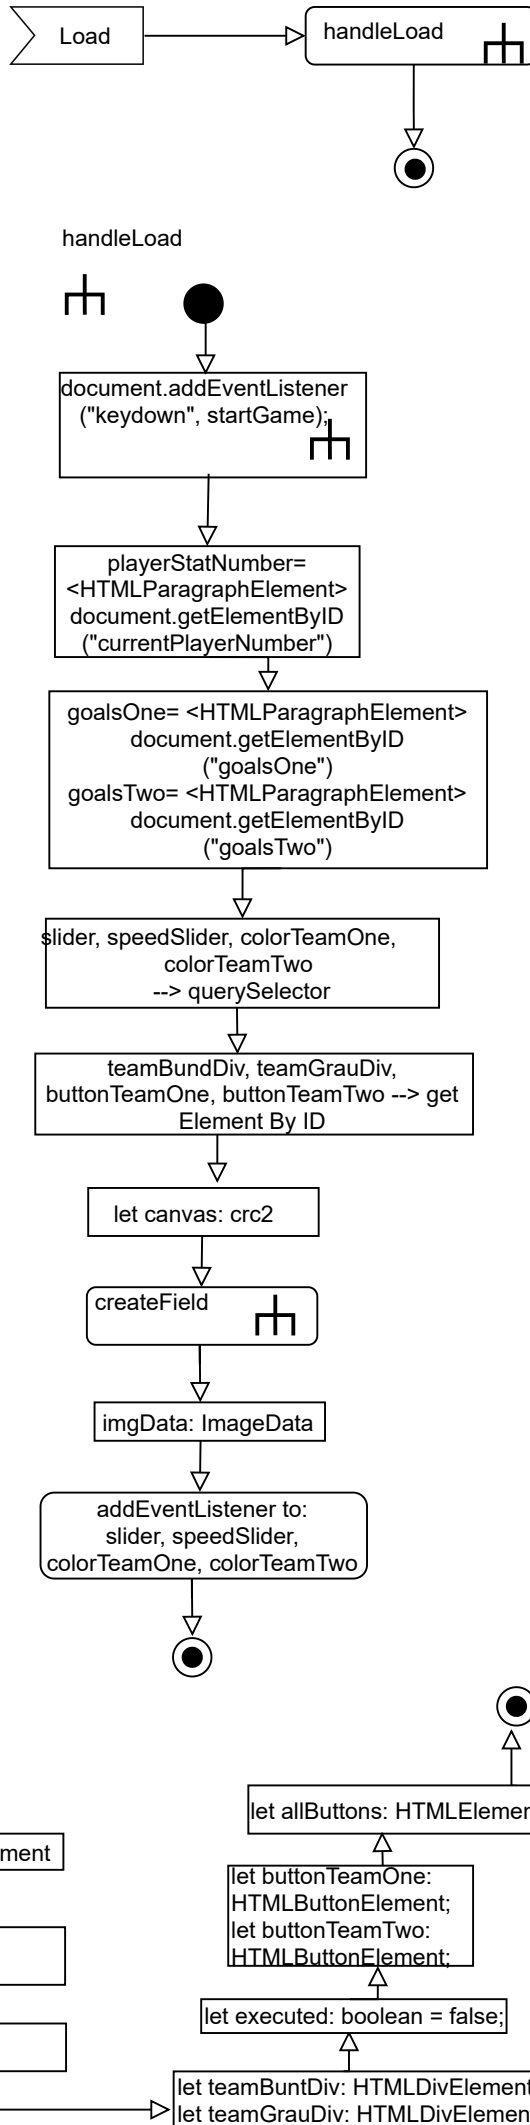 Load
handleLoad
handleLoad
document.addEventListener
("keydown", startGame);
playerStatNumber=
<HTMLParagraphElement>
document.getElementByID
("currentPlayerNumber")
goalsOne= <HTMLParagraphElement>
document.getElementByID
("goalsOne")
goalsTwo= <HTMLParagraphElement>
document.getElementByID
("goalsTwo")
slider, speedSlider, colorTeamOne,
colorTeamTwo
--> querySelector
teamBundDiv, teamGrauDiv,
buttonTeamOne, buttonTeamTwo --> get
Element By ID
let canvas: crc2
createField
imgData: ImageData
addEventListener to:
slider, speedSlider,
colorTeamOne, colorTeamTwo
let allButtons: HTMLElemen
ment
let buttonTeamOne:
HTMLButtonElement;
let buttonTeamTwo:
HTMLButtonElement;
let executed: boolean = false;
let teamBuntDiv: HTMLDivElement
let teamGrauDiv: HTMLDivElemen